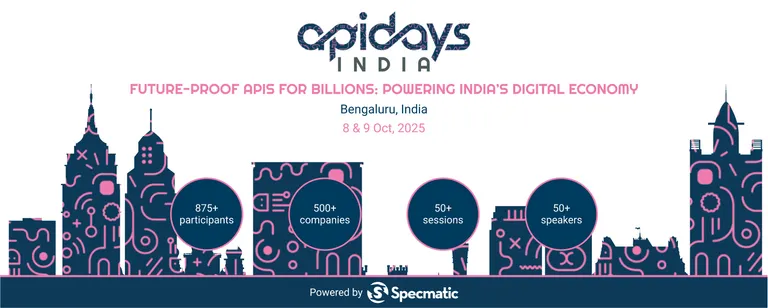 apidays
INDIA
FUTURE-PROOF APIS FOR BILLIONS: POWERING INDIA'S DIGITAL ECONOMY
Bengaluru, India
8 & 9 Oct, 2025
875+
participants
500+
companies
50+
sessions
50+
speakers
Powered by Specmatic